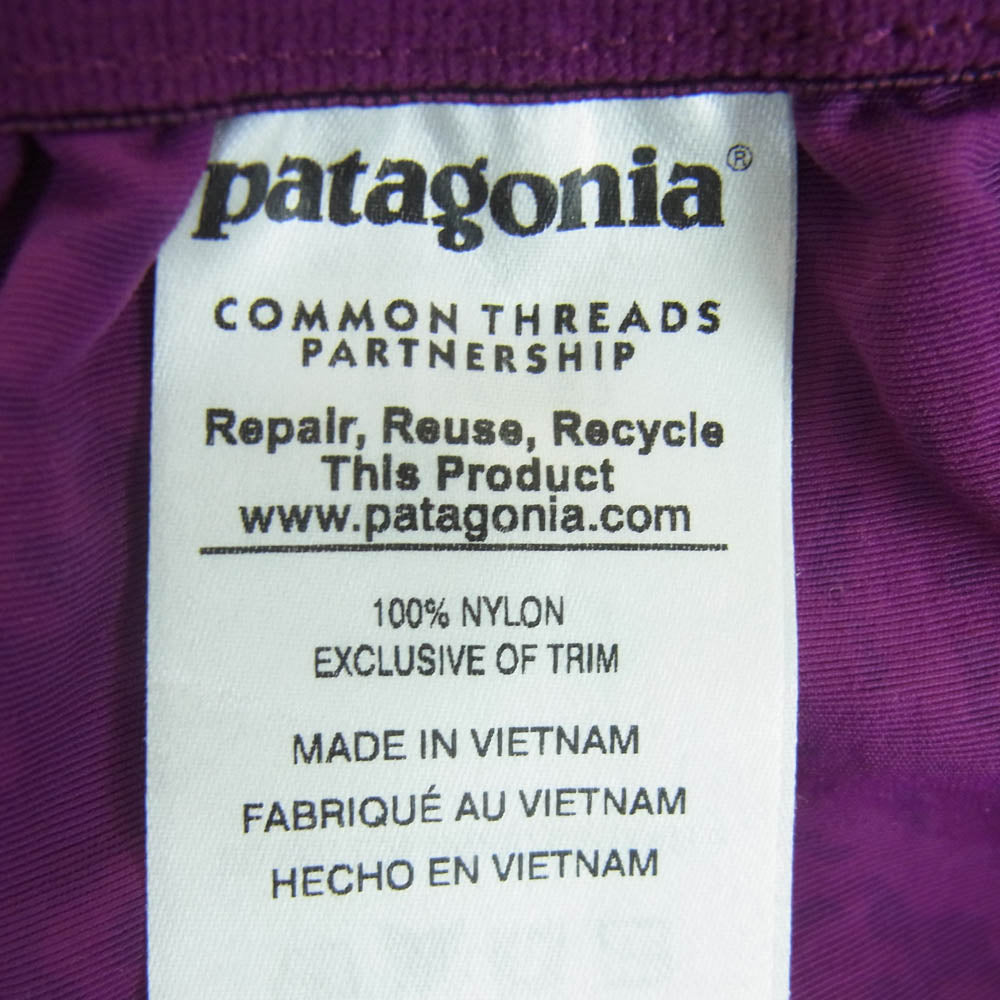 patagonia®
COMMON THREADS
PARTNERSHIP
Repair, Reuse, Recycle
This Product
www.patagonia.com
100% NYLON
EXCLUSIVE OF TRIM
MADE IN VIETNAM
FABRIQUÉ AU VIETNAM
HECHO EN VIETNAM